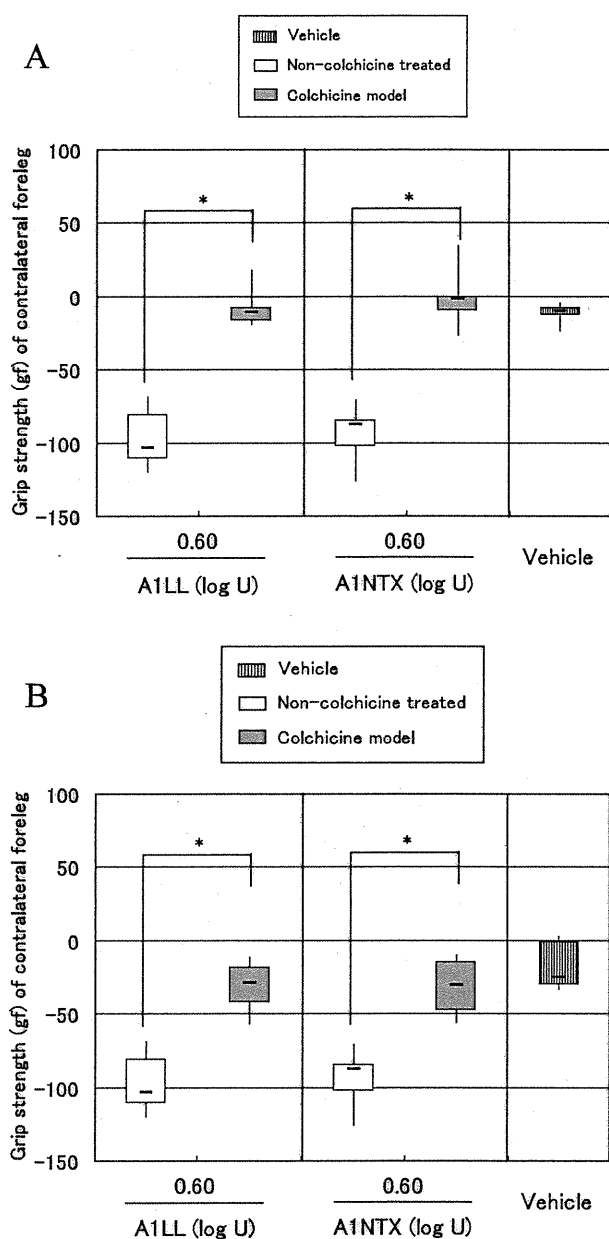 A
Vehicle
Non-colchicine treated
Colchicine model
Grip strength (gf) of contralateral foreleg
100
50
0
-50
-100
-150
*
*
0.60
0.60
A1LL (log U)
A1NTX (log U)
Vehicle
B
Vehicle
Non-colchicine treated
Colchicine model
Grip strength (gf) of contralateral foreleg
100
50
0
-50
-100
-150
*
*
0.60
0.60
A1LL (log U)
A1NTX (log U)
Vehicle